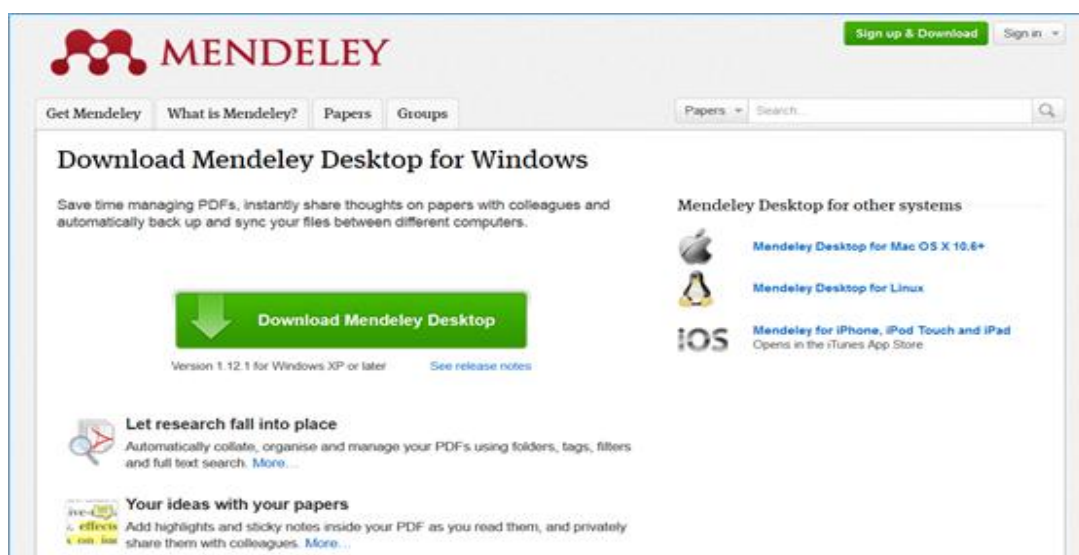 MENDELEY
Sign up & Download
Sign in
Get Mendeley
What is Mendeley?
Papers
Groups
Papers
Search...
Download Mendeley Desktop for Windows
Save time managing PDFs, instantly share thoughts on papers with colleagues and
automatically back up and sync your files between different computers.
Download Mendeley Desktop
Version 1.12.1 for Windows XP or later
See release notes
Mendeley Desktop for other systems
Mendeley Desktop for Mac OS X 10.6+
Mendeley Desktop for Linux
iOS
Mendeley for iPhone, iPod Touch and iPad
Opens in the iTunes App Store
Let research fall into place
Automatically collate, organise and manage your PDFs using folders, tags, filters
and full text search. More...
Your ideas with your papers
Add highlights and sticky notes inside your PDF as you read them, and privately
share them with colleagues. More...
effects